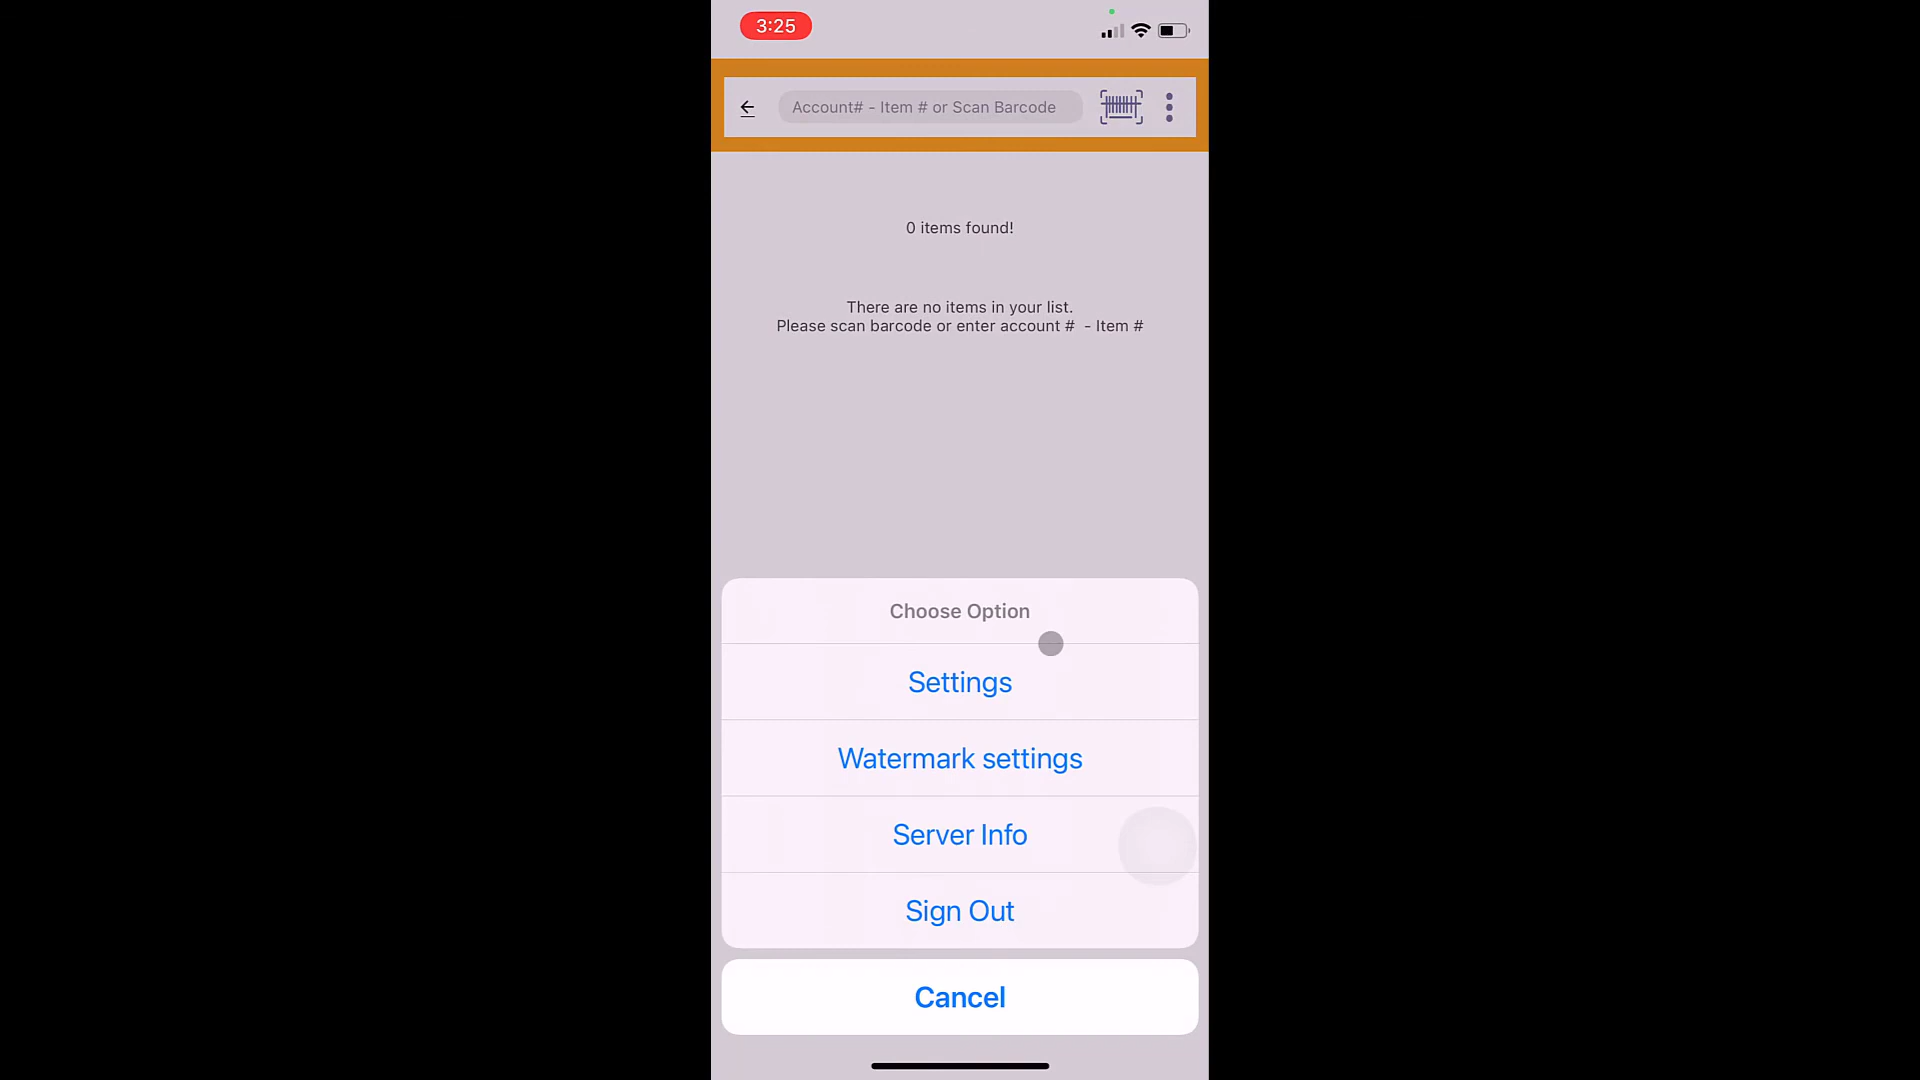 3:25
Account# - Item # or Scan Barcode
0 items found!
There are no items in your list.
Please scan barcode or enter account #  - Item #
Choose Option
Settings
Watermark settings
Server Info
Sign Out
Cancel